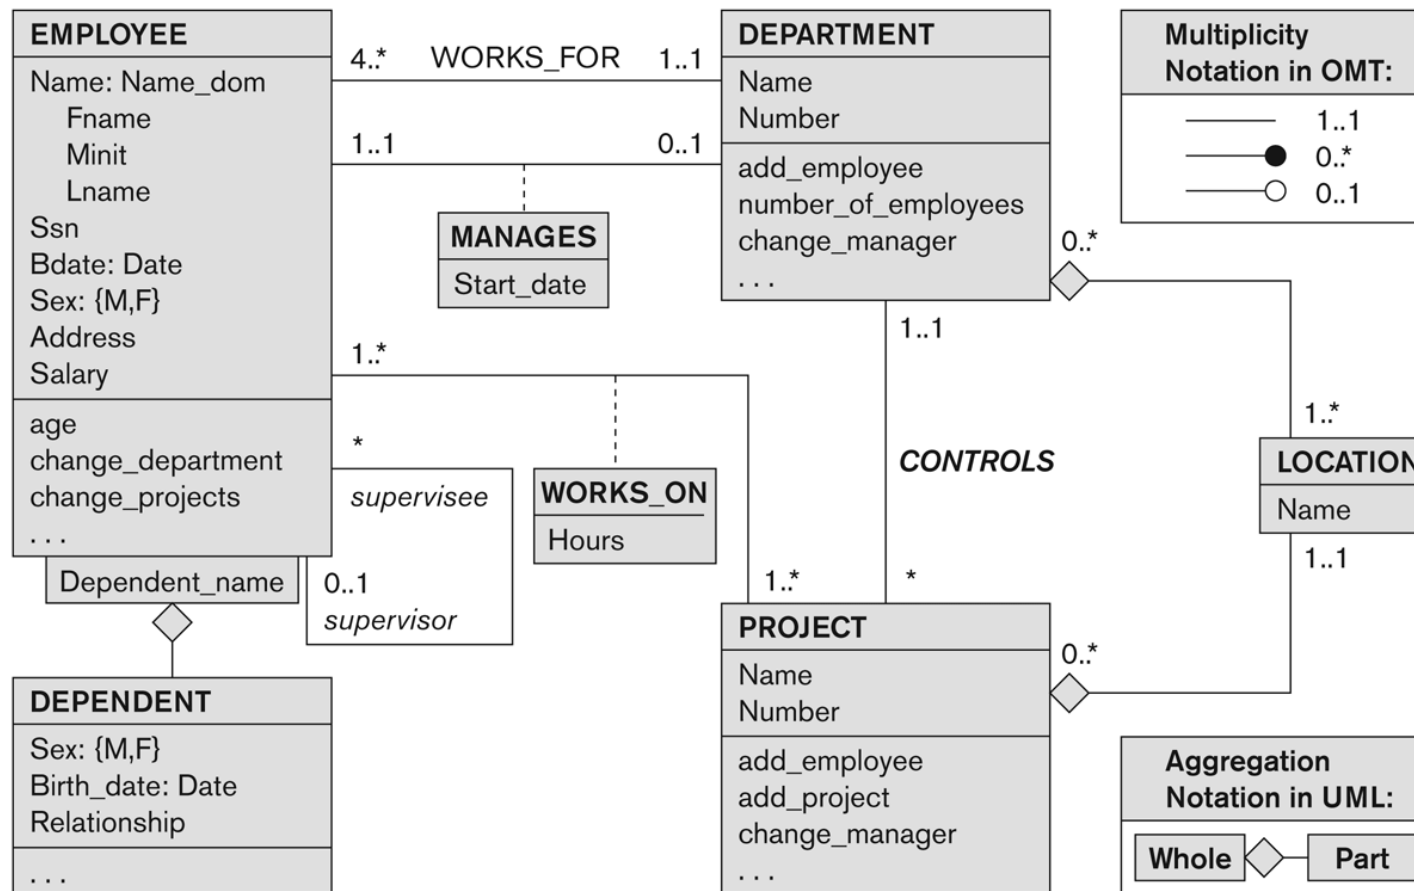 EMPLOYEE
Name: Name_dom
Fname
Minit
Lname
Ssn
Bdate: Date
Sex: {M,F}
Address
Salary
age
change_department
change_projects
. . .
Dependent_name
DEPENDENT
Sex: {M,F}
Birth_date: Date
Relationship
. . .
4..* WORKS_FOR 1..1
1..1 0..1
MANAGES
Start_date
1..*
*
supervisee
0..1
supervisor
WORKS_ON
Hours
1..*
DEPARTMENT
Name
Number
add_employee
number_of_employees
change_manager
. . .
0..*
1..1
CONTROLS
*
PROJECT
Name
Number
add_employee
add_project
change_manager
. . .
0..*
Multiplicity
Notation in OMT:
1..1
0..*
0..1
1..*
LOCATION
Name
1..1
Aggregation
Notation in UML:
Whole Part